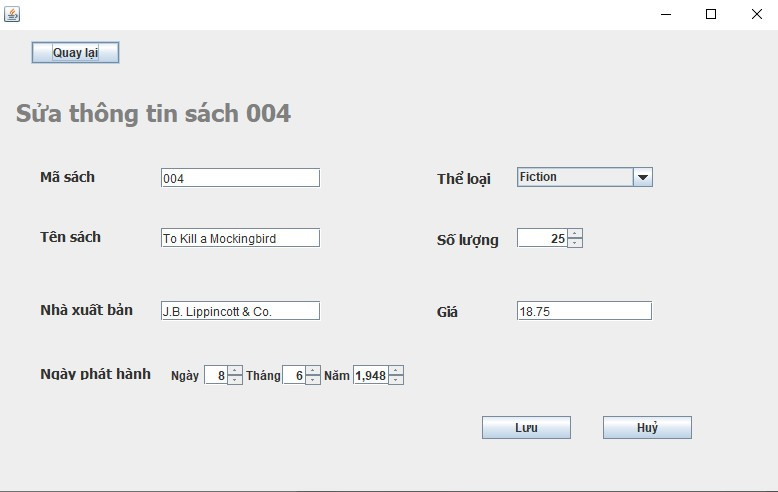 Quay lại
Sửa thông tin sách 004
Mã sách 004 Thể loại Fiction
Tên sách To Kill a Mockingbird Số lượng 25
Nhà xuất bản J.B. Lippincott & Co. Giá 18.75
Ngày phát hành Ngày 8 Tháng 6 Năm 1,948
Lưu Huỷ